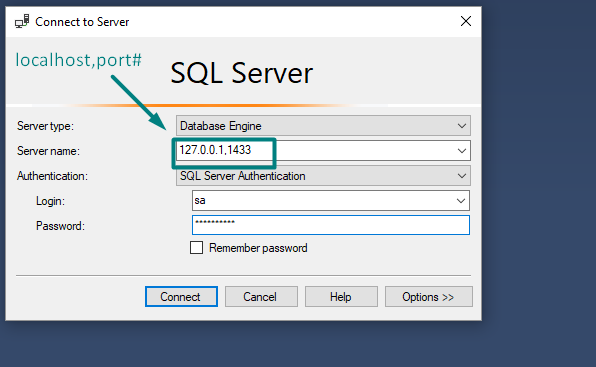 Connect to Server
localhost,port#
SQL Server
Server type: Database Engine
Server name: 127.0.0.1,1433
Authentication: SQL Server Authentication
Login: sa
Password: **********
Remember password
Connect Cancel Help Options >>